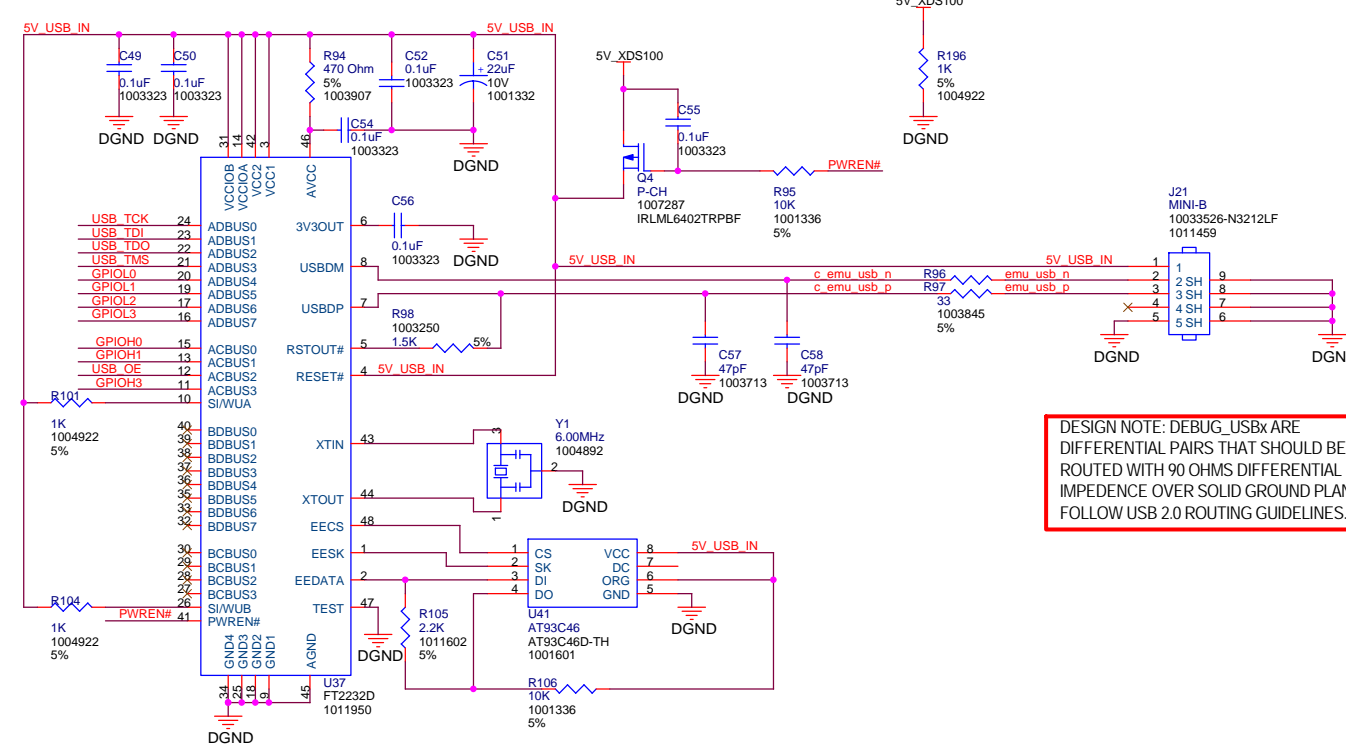 5V_USB_IN
5V_USB_IN
5V_XDS100
C49
0.1uF
1003323
C50
0.1uF
1003323
R94
470 Ohm
5%
1003907
C52
0.1uF
1003323
C51
+
22uF
10V
1001332
5V_XDS100
R196
1K
5%
1004922
DGND
DGND
DGND
C54
0.1uF
1003323
DGND
C55
0.1uF
1003323
PWREN#
Q4
P-CH
1007287
IRLML6402TRPBF
R95
10K
1001336
5%
31
14
42
3
46
VCCIOB
VCCIOA
VCC2
VCC1
AVCC
USB_TCK 24 ADBUS0
USB_TDI 23 ADBUS1
USB_TDO 22 ADBUS2
USB_TMS 21 ADBUS3
GPIOL0 20 ADBUS4
GPIOL1 19 ADBUS5
GPIOL2 17 ADBUS6
GPIOL3 16 ADBUS7
GPIOH0 15 ACBUS0
GPIOH1 13 ACBUS1
USB_OE 12 ACBUS2
GPIOH3 11 ACBUS3
10 SI/WUA
R101
1K
1004922
5%
40 BDBUS0
39 BDBUS1
38 BDBUS2
37 BDBUS3
36 BDBUS4
35 BDBUS5
33 BDBUS6
32 BDBUS7
30 BCBUS0
29 BCBUS1
28 BCBUS2
27 BCBUS3
26 SI/WUB
PWREN# 41 PWREN#
R104
1K
1004922
5%
GND4
GND3
GND2
GND1
AGND
34
25
18
9
45
DGND
U37
FT2232D
1011950
3V3OUT 6
C56
0.1uF
1003323
DGND
USBDM 8
USBDP 7
RSTOUT# 5
RESET# 4 5V_USB_IN
R98
1003250
1.5K
5%
5V_USB_IN
5V_USB_IN
c_emu_usb_n
R96
emu_usb_n
c_emu_usb_p
R97
emu_usb_p
33
1003845
5%
C57
47pF
1003713
DGND
C58
47pF
1003713
DGND
J21
MINI-B
10033526-N3212LF
1011459
1 1
2 2 SH 9
3 3 SH 8
4 4 SH 7
5 5 SH 6
DGND
DGN
XTIN 43
XTOUT 44
3
Y1
6.00MHz
1004892
2
1
DGND
EECS 48
EESK 1
EEDATA 2
TEST 47
DGND
R105
2.2K
1011602
5%
1 CS VCC 8
2 SK DC 7
3 DI ORG 6
4 DO GND 5
5V_USB_IN
DGND
U41
AT93C46
AT93C46D-TH
1001601
R106
10K
1001336
5%
DESIGN NOTE: DEBUG_USBx ARE
DIFFERENTIAL PAIRS THAT SHOULD BE
ROUTED WITH 90 OHMS DIFFERENTIAL
IMPEDENCE OVER SOLID GROUND PLAN
FOLLOW USB 2.0 ROUTING GUIDELINES.